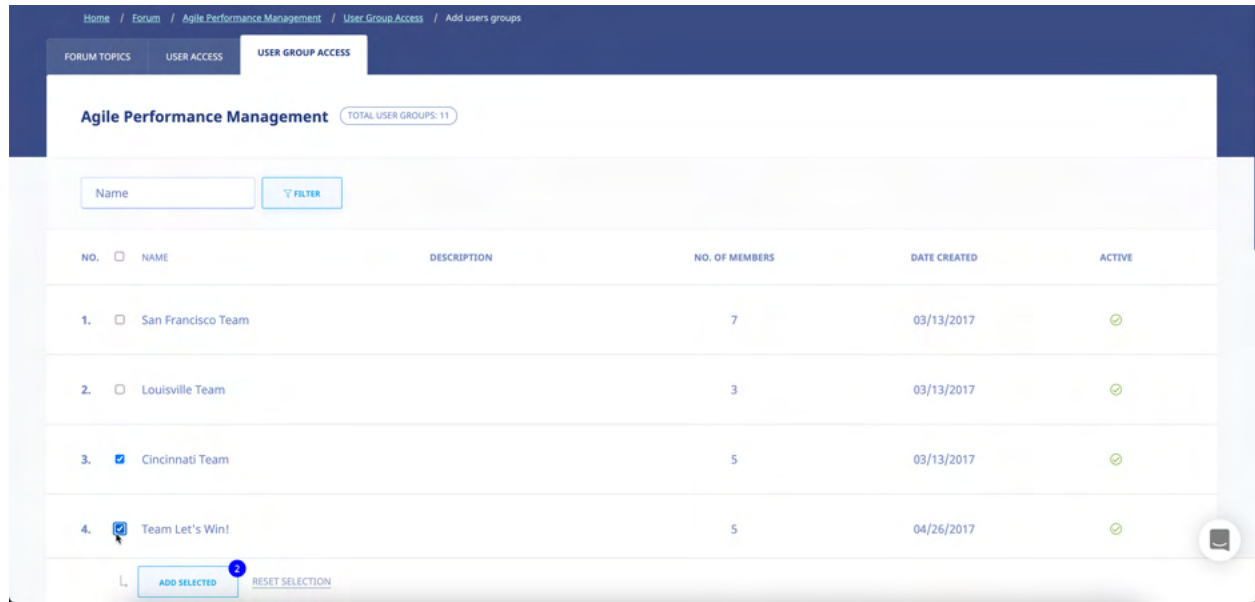 Home / Forum / Agile Performance Management / User Group Access / Add users groups
FORUM TOPICS USER ACCESS USER GROUP ACCESS
Agile Performance Management TOTAL USER GROUPS: 11
Name FILTER
NO. NAME DESCRIPTION NO. OF MEMBERS DATE CREATED ACTIVE
1. San Francisco Team 7 03/13/2017
2. Louisville Team 3 03/13/2017
3. Cincinnati Team 5 03/13/2017
4. Team Let's Win! 5 04/26/2017
ADD SELECTED 2 RESET SELECTION